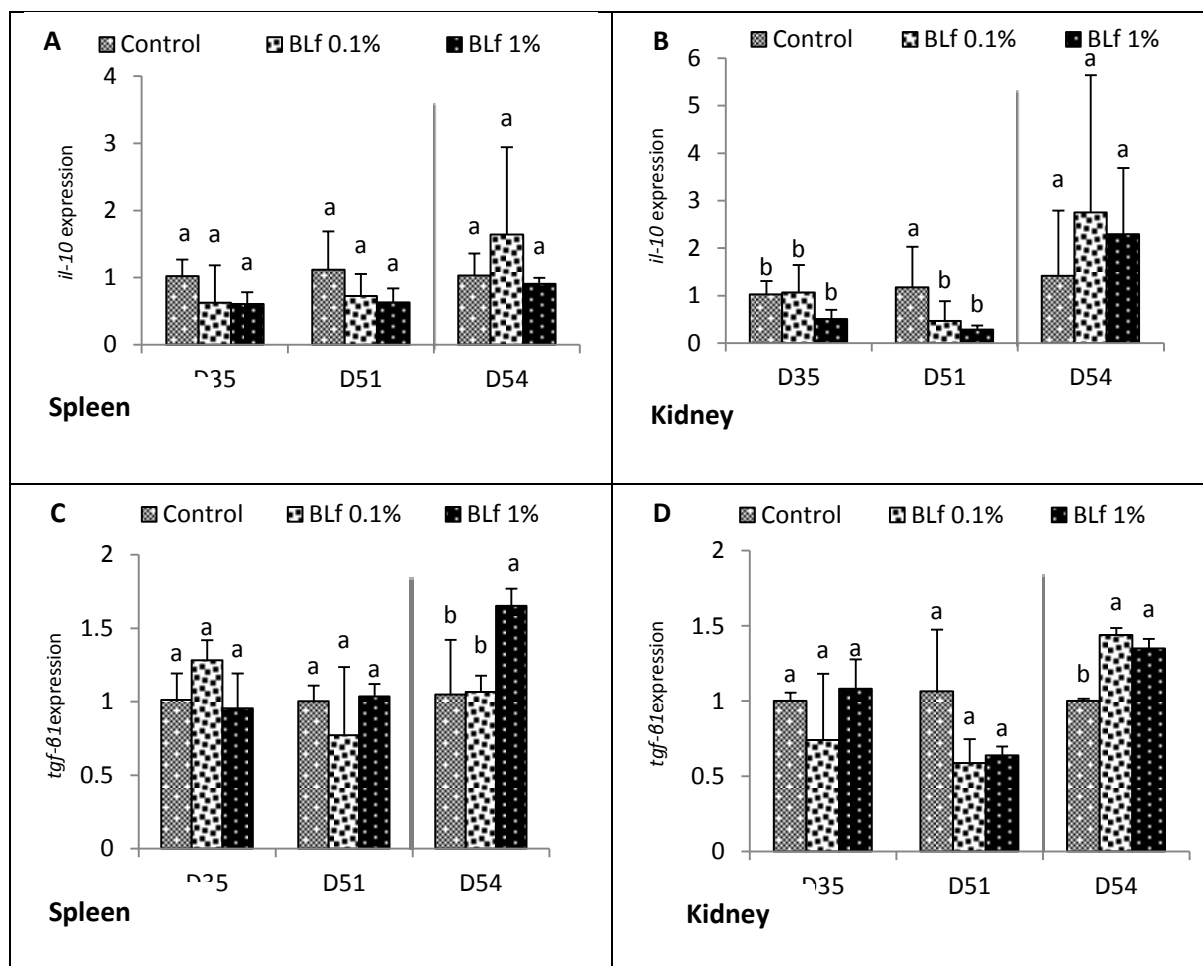 A
Control BLf 0.1% BLf 1%
4
3
2
1
0
il-10 expression
a a a a a a a a a
D35 D51 D54
Spleen
B
Control BLf 0.1% BLf 1%
6
5
4
3
2
1
0
il-10 expression
b b b a b b a a a
D35 D51 D54
Kidney
C
Control BLf 0.1% BLf 1%
2
1.5
1
0.5
0
tgf-β1expression
a a a a a a b b a
D35 D51 D54
Spleen
D
Control BLf 0.1% BLf 1%
2
1.5
1
0.5
0
tgf-β1expression
a a a a a a b a a
D35 D51 D54
Kidney